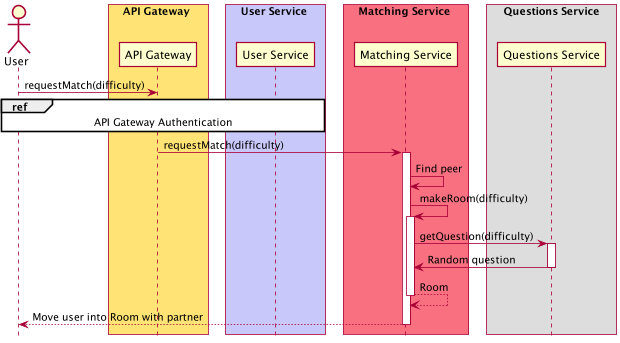 API Gateway
User Service
Matching Service
Questions Service
User
API Gateway
User Service
Matching Service
Questions Service
requestMatch(difficulty)
ref
API Gateway Authentication
requestMatch(difficulty)
Find peer
makeRoom(difficulty)
getQuestion(difficulty)
Random question
Room
Move user into Room with partner